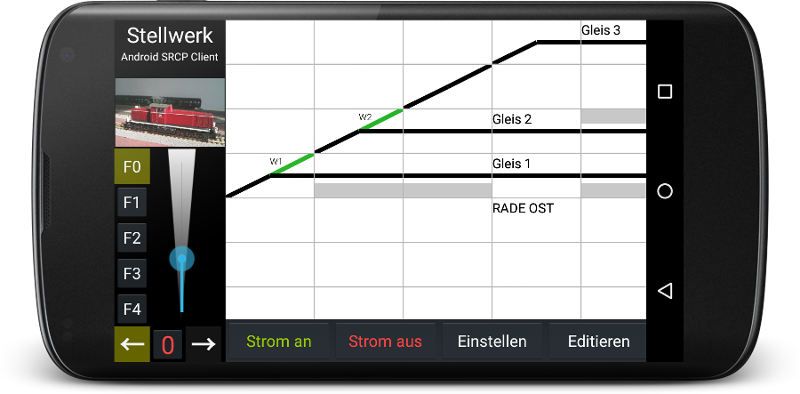 Stellwerk
Android SRCP Client
F0
F1
F2
F3
F4
0
Gleis 3
W2
Gleis 2
W1
Gleis 1
RADE OST
Strom an
Strom aus
Einstellen
Editieren